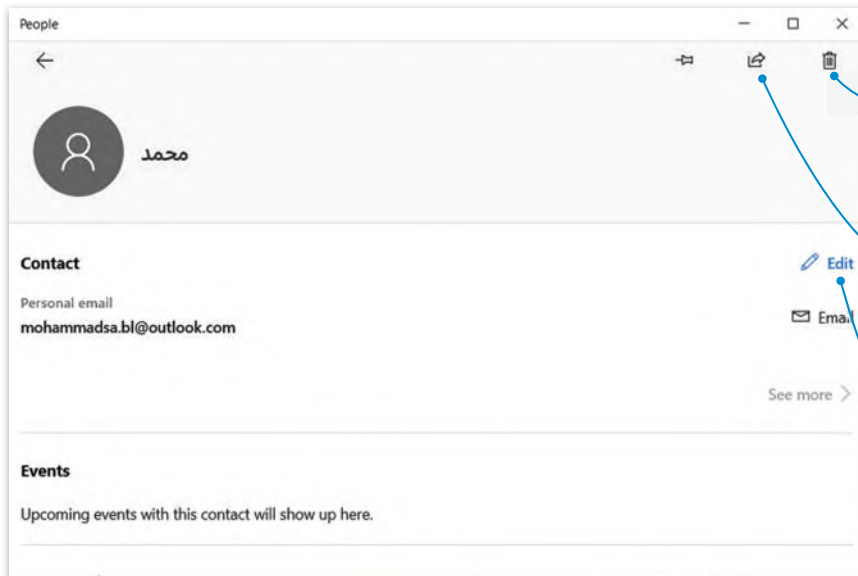 People
محمد
Contact
Edit
Personal email
mohammadsa.bl@outlook.com
Email
See more
Events
Upcoming events with this contact will show up here.